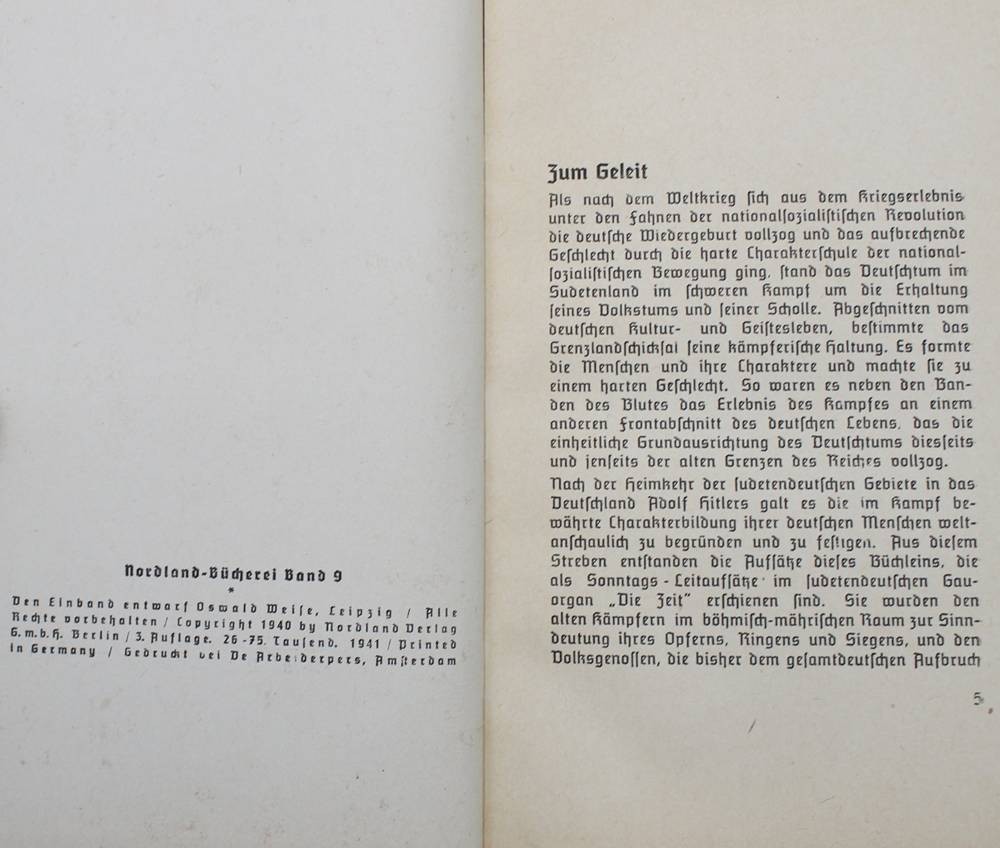 Nordland-Bücherei Band 9
*
Den Einband entwarf Oswald Weise, Leipzig / Alle
Rechte vorbehalten / Copyright 1940 by Nordland Verlag
G.m.b.H. Berlin / 3. Auflage. 26-75. Tausend. 1941 / Printed
in Germany / Gedruckt bei De Arbeiderpers, Amsterdam
Zum Geleit
Als nach dem Weltkrieg sich aus dem Kriegserlebnis
unter den Fahnen der nationalsozialistischen Revolution
die deutsche Wiedergeburt vollzog und das aufbrechende
Geschlecht durch die harte Charakterschule der national-
sozialistischen Bewegung ging, stand das Deutschtum im
Sudetenland im schweren Kampf um die Erhaltung
seines Volkstums und seiner Scholle. Abgeschnitten vom
deutschen Kultur- und Geistesleben, bestimmte das
Grenzlandschicksal seine kämpferische Haltung. Es formte
die Menschen und ihre Charaktere und machte sie zu
einem harten Geschlecht. So waren es neben den Ban-
den des Blutes das Erlebnis des Kampfes an einem
anderen Frontabschnitt des deutschen Lebens, das die
einheitliche Grundausrichtung des Deutschtums diesseits
und jenseits der alten Grenzen des Reiches vollzog.
Nach der Heimkehr der sudetendeutschen Gebiete in das
Deutschland Adolf Hitlers galt es die im Kampf be-
währte Charakterbildung ihrer deutschen Menschen welt-
anschaulich zu begründen und zu festigen. Aus diesem
Streben entstanden die Aufsätze dieses Büchleins, die
als Sonntags-Leitaufsätze im sudetendeutschen Gau-
organ „Die Zeit" erschienen sind. Sie wurden den
alten Kämpfern im böhmisch-mährischen Raum zur Sinn-
deutung ihres Opferns, Ringens und Siegens, und den
Volksgenossen, die bisher dem gesamtdeutschen Aufbruch
5